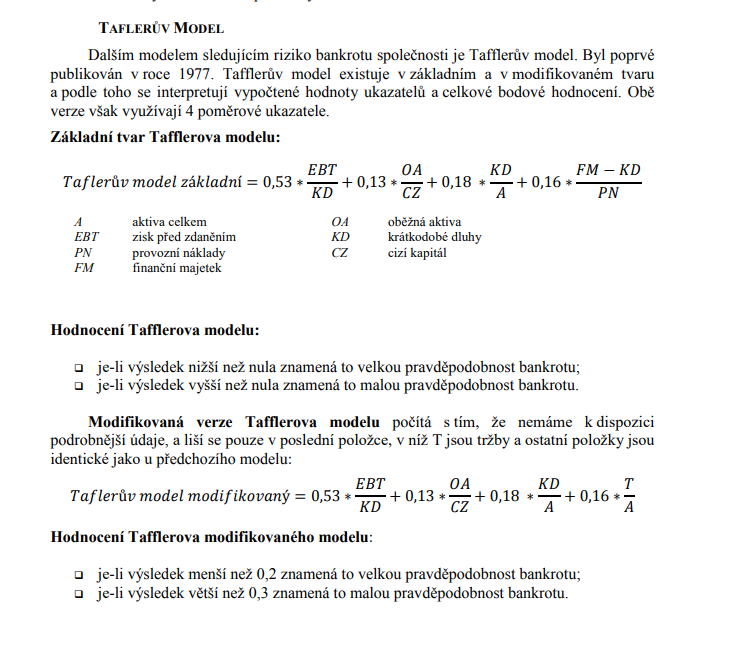 TAFLERŮV MODEL
Dalším modelem sledujícím riziko bankrotu společnosti je Tafflerův model. Byl poprvé
publikován v roce 1977. Tafflerův model existuje v základním a v modifikovaném tvaru
a podle toho se interpretují vypočtené hodnoty ukazatelů a celkové bodové hodnocení. Obě
verze však využívají 4 poměrové ukazatele.
Základní tvar Tafflerova modelu:
Taflerův model základní = 0,53 * EBT/KD + 0,13 * OA/CZ + 0,18 * KD/A + 0,16 * FM − KD/PN
A aktiva celkem OA oběžná aktiva
EBT zisk před zdaněním KD krátkodobé dluhy
PN provozní náklady CZ cizí kapitál
FM finanční majetek
Hodnocení Tafflerova modelu:
❑ je-li výsledek nižší než nula znamená to velkou pravděpodobnost bankrotu;
❑ je-li výsledek vyšší než nula znamená to malou pravděpodobnost bankrotu.
Modifikovaná verze Tafflerova modelu počítá s tím, že nemáme k dispozici
podrobnější údaje, a liší se pouze v poslední položce, v níž T jsou tržby a ostatní položky jsou
identické jako u předchozího modelu:
Taflerův model modifikovaný = 0,53 * EBT/KD + 0,13 * OA/CZ + 0,18 * KD/A + 0,16 * T/A
Hodnocení Tafflerova modifikovaného modelu:
❑ je-li výsledek menší než 0,2 znamená to velkou pravděpodobnost bankrotu;
❑ je-li výsledek větší než 0,3 znamená to malou pravděpodobnost bankrotu.